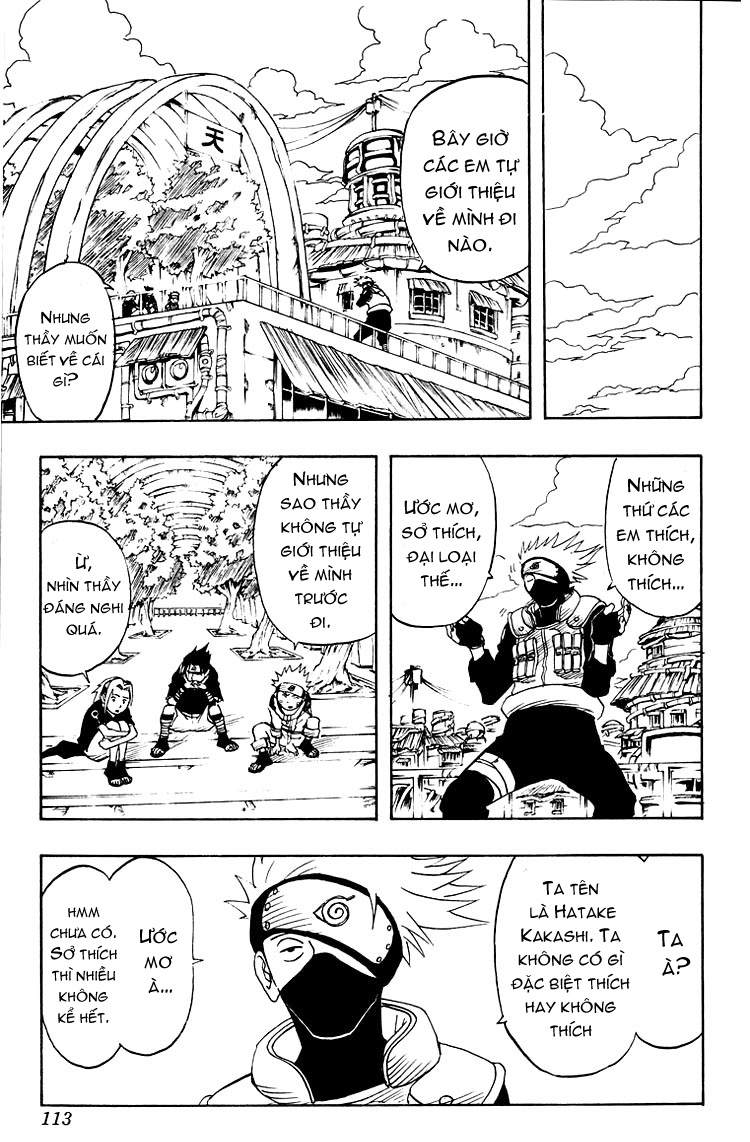 BÂY GIỜ
CÁC EM TỰ
GIỚI THIỆU
VỀ MÌNH ĐI
NÀO.
天
NHƯNG
THẦY MUỐN
BIẾT VỀ CÁI
GÌ?
NHỮNG
THỨ CÁC
EM THÍCH,
KHÔNG
THÍCH...
ƯỚC MƠ,
SỞ THÍCH,
ĐẠI LOẠI
THẾ...
NHƯNG
SAO THẦY
KHÔNG TỰ
GIỚI THIỆU
VỀ MÌNH
TRƯỚC
ĐI.
Ừ,
NHÌN THẦY
ĐÁNG NGHI
QUÁ.
TA
À?
TA TÊN
LÀ HATAKE
KAKASHI. TA
KHÔNG CÓ GÌ
ĐẶC BIỆT THÍCH
HAY KHÔNG
THÍCH
ƯỚC
MƠ
À...
HMM
CHƯA CÓ.
SỞ THÍCH
THÌ NHIỀU
KHÔNG
KỂ HẾT.
113